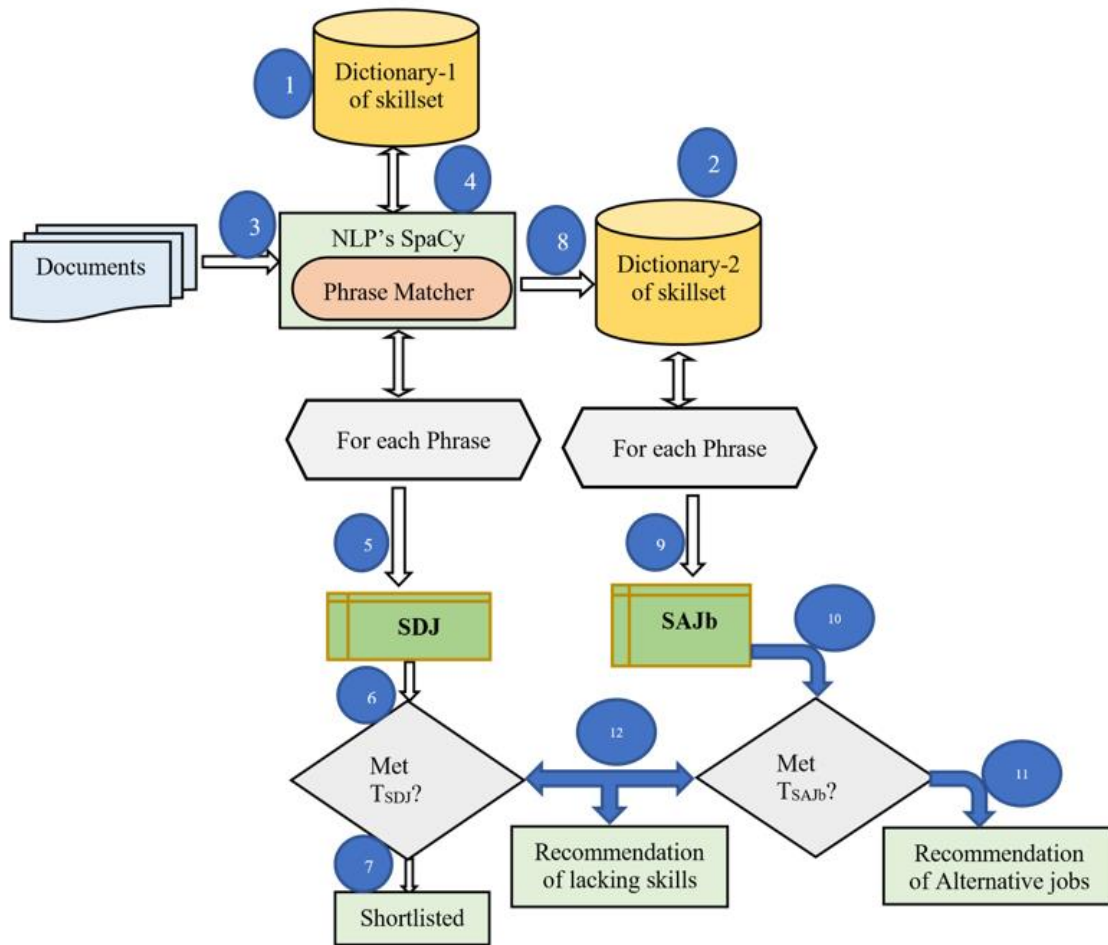 1
Dictionary-1
of skillset
2
4
3
8
Documents
NLP's SpaCy
Phrase Matcher
Dictionary-2
of skillset
For each Phrase
For each Phrase
5
9
SDJ
SAJb
10
6
12
11
Met
TSDJ?
Met
TSAJb?
7
Recommendation
of lacking skills
Recommendation
of Alternative jobs
Shortlisted